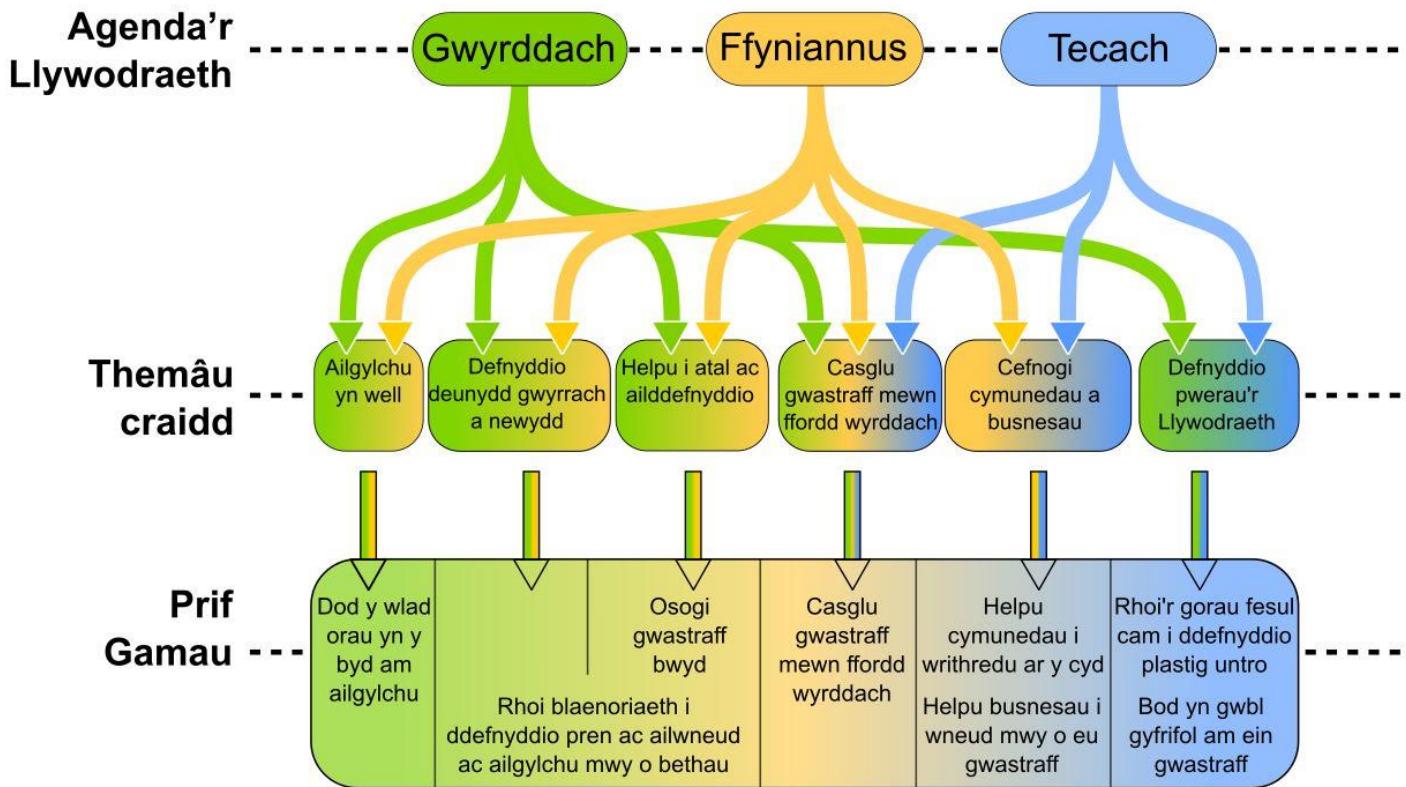 Agenda'r
Llywodraeth
Gwyrddach
Ffyniannus
Tecach
Themâu
craidd
Ailgylchu
yn well
Defnyddio
deunydd gwyrrach
a newydd
Helpu i atal ac
ailddefnyddio
Casglu
gwastraff mewn
ffordd wyrddach
Cefnogi
cymunedau a
busnesau
Defnyddio
pwerau'r
Llywodraeth
Prif
Gamau
Dod y wlad
orau yn y
byd am
ailgylchu
Osogi
gwastraff
bwyd
Rhoi blaenoriaeth i
ddefnyddio pren ac ailwneud
ac ailgylchu mwy o bethau
Casglu
gwastraff
mewn ffordd
wyrddach
Helpu
cymunedau i
writhredu ar y cyd
Helpu busnesau i
wneud mwy o eu
gwastraff
Rhoi'r gorau fesul
cam i ddefnyddio
plastig untro
Bod yn gwbl
gyfrifol am ein
gwastraff